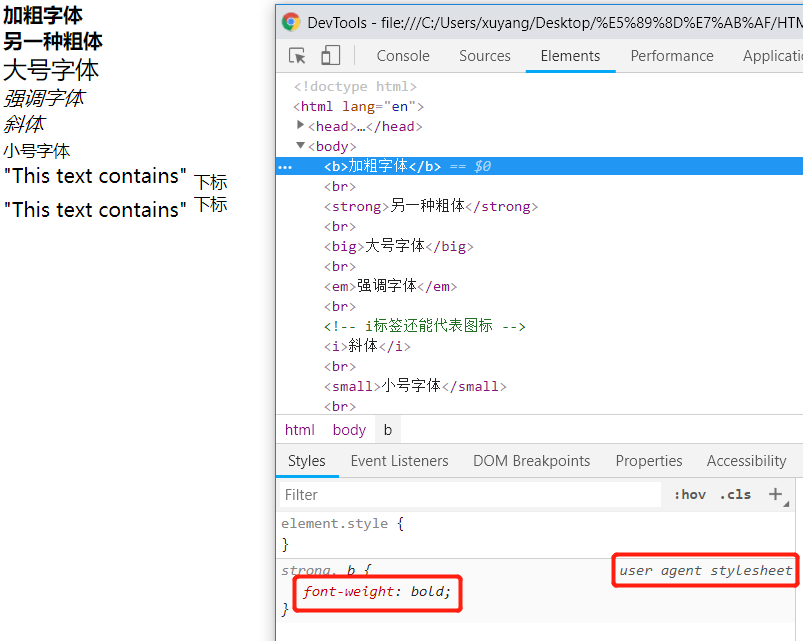 加粗字体
另一种粗体
大号字体
强调字体
斜体
小号字体
"This text contains" 下标
"This text contains" 下标
DevTools - file:///C:/Users/xuyang/Desktop/%E5%89%8D%E7%AB%AF/HTM
Console Sources Elements Performance Applicati
<!doctype html>
<html lang="en">
<head>…</head>
<body>
<b>加粗字体</b> == $0
<br>
<strong>另一种粗体</strong>
<br>
<big>大号字体</big>
<br>
<em>强调字体</em>
<br>
<!-- i标签还能代表图标 -->
<i>斜体</i>
<br>
<small>小号字体</small>
<br>
html body b
Styles Event Listeners DOM Breakpoints Properties Accessibility
Filter :hov .cls +
element.style {
}
strong, b { user agent stylesheet
font-weight: bold;
}